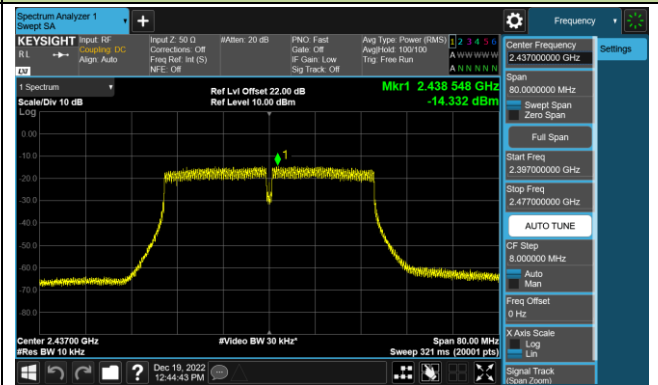 Spectrum Analyzer 1
Swept SA
Frequency
KEYSIGHT
Input: RF
Coupling: DC
Align: Auto
Input Z: 50 Ω
Corrections: Off
Freq Ref: Int (S)
NFE: Off
#Atten: 20 dB
PNO: Fast
Gate: Off
IF Gain: Low
Sig Track: Off
Avg Type: Power (RMS)
Avg|Hold: 100/100
Trig: Free Run
1 2 3 4 5 6
A W W W W W
A N N N N N
RL
LXI
1 Spectrum
Scale/Div 10 dB
Log
Ref Lvl Offset 22.00 dB
Ref Level 10.00 dBm
Mkr1 2.438 548 GHz
-14.332 dBm
1
0.00
-10.0
-20.0
-30.0
-40.0
-50.0
-60.0
-70.0
-80.0
Center 2.43700 GHz
#Res BW 10 kHz
#Video BW 30 kHz*
Span 80.00 MHz
Sweep 321 ms (20001 pts)
Dec 19, 2022
12:44:43 PM
?
Center Frequency
2.437000000 GHz
Settings
Span
80.0000000 MHz
Swept Span
Zero Span
Full Span
Start Freq
2.397000000 GHz
Stop Freq
2.477000000 GHz
AUTO TUNE
CF Step
8.000000 MHz
Auto
Man
Freq Offset
0 Hz
X Axis Scale
Log
Lin
Signal Track
(Span Zoom)